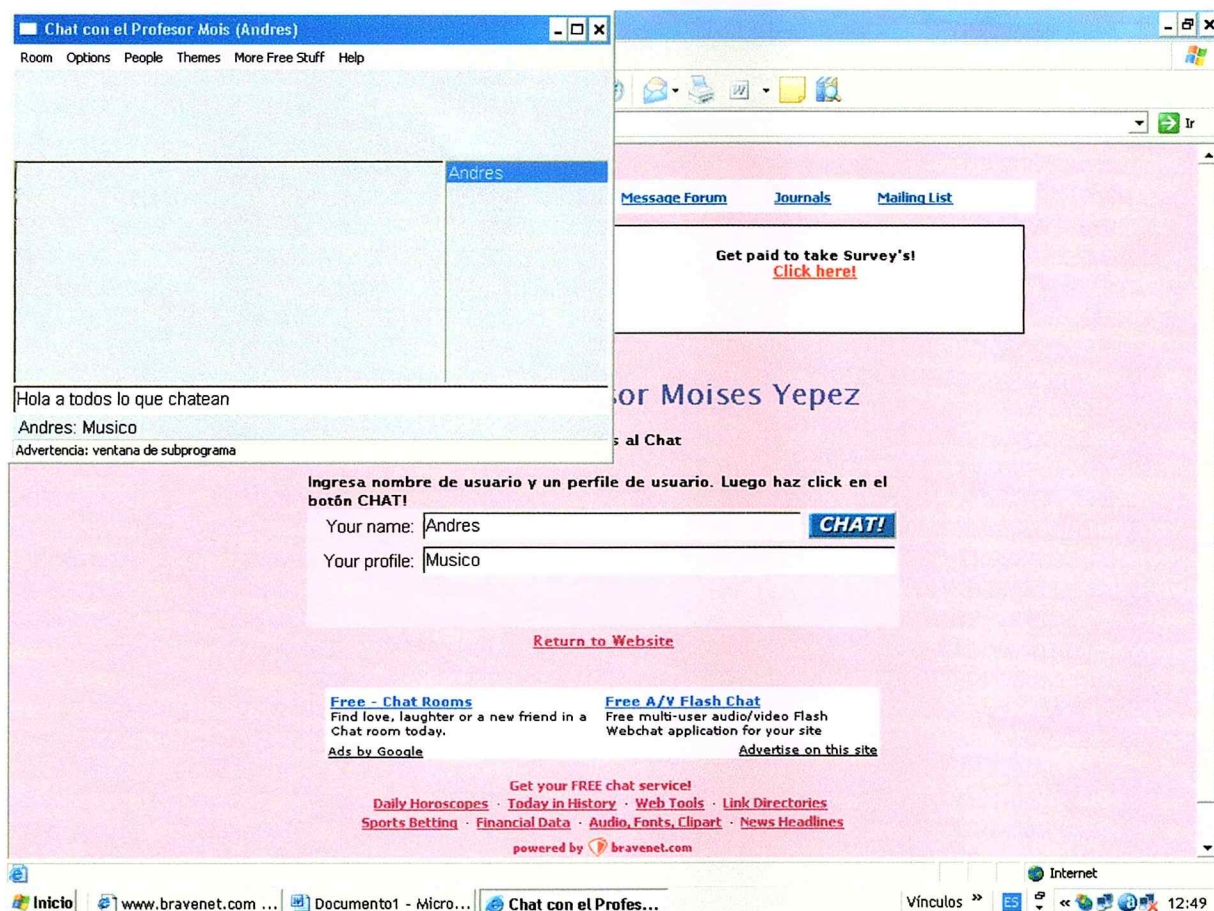 Chat con el Profesor Mois (Andres)
Room Options People Themes More Free Stuff Help
Andres
Hola a todos lo que chatean
Andres: Musico
Advertencia: ventana de subprograma
Ir
Message Forum Journals Mailing List
Get paid to take Survey's!
Click here!
or Moises Yepez
s al Chat
Ingresa nombre de usuario y un perfile de usuario. Luego haz click en el
botón CHAT!
Your name: Andres CHAT!
Your profile: Musico
Return to Website
Free - Chat Rooms
Find love, laughter or a new friend in a
Chat room today.
Ads by Google
Free A/V Flash Chat
Free multi-user audio/video Flash
Webchat application for your site
Advertise on this site
Get your FREE chat service!
Daily Horoscopes · Today in History · Web Tools · Link Directories
Sports Betting · Financial Data · Audio, Fonts, Clipart · News Headlines
powered by bravenet.com
Internet
Inicio www.bravenet.com ... Documento1 - Micro... Chat con el Profes... Vínculos » ES « 12:49